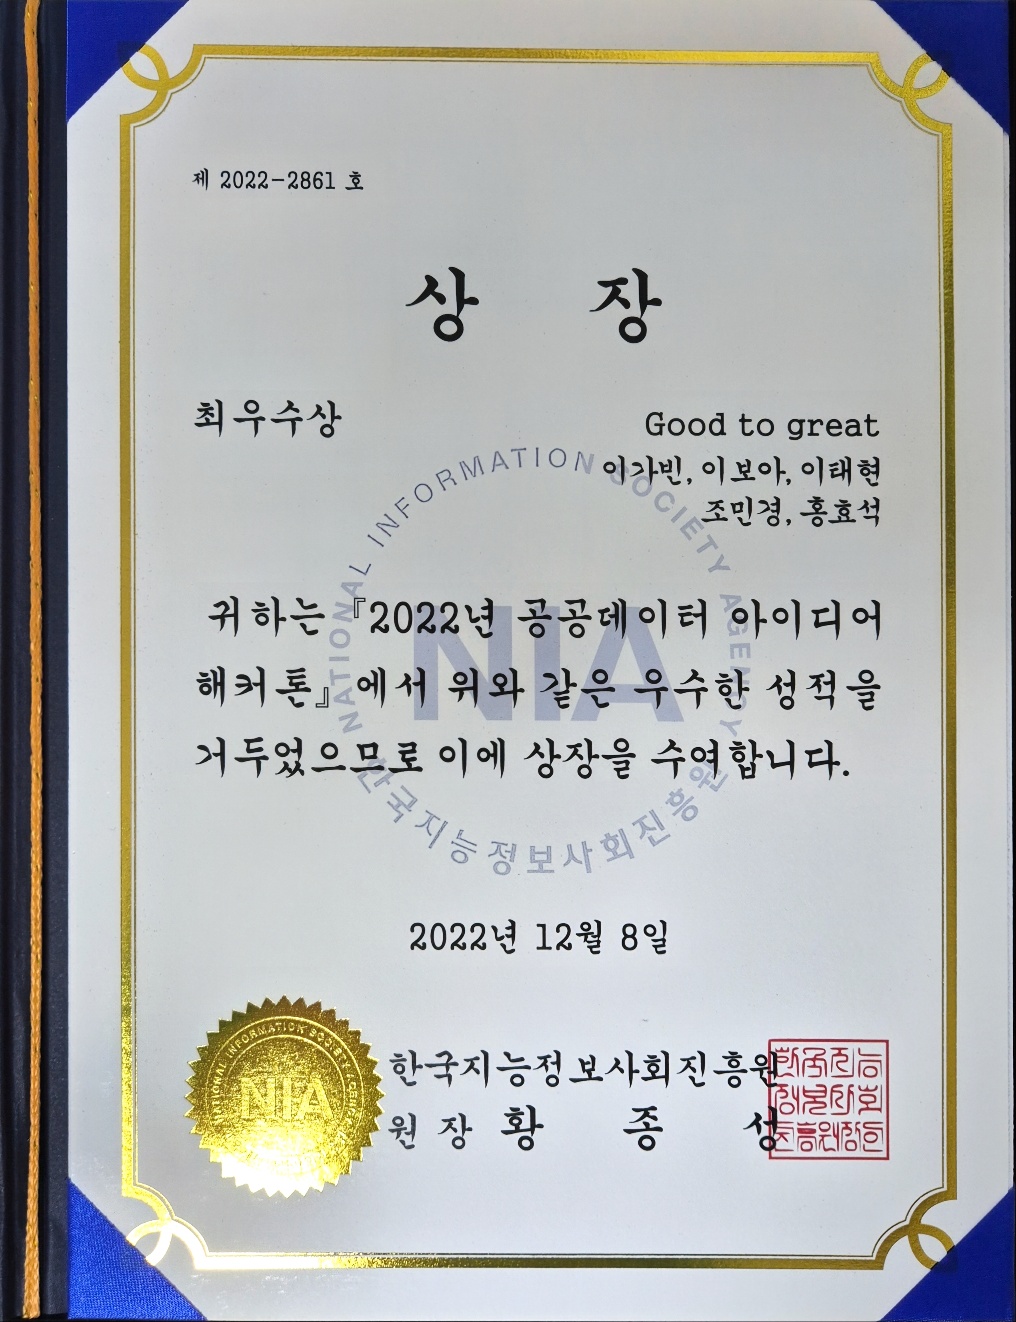 제 2022-2861 호
상 장
최우수상
Good to great
이가빈, 이보아, 이태현
조민경, 홍효석
귀하는 『2022년 공공데이터 아이디어
해커톤』에서 위와 같은 우수한 성적을
거두었으므로 이에 상장을 수여합니다.
NATIONAL INFORMATION SOCIETY AGENCY
NIA
한국지능정보사회진흥원
2022년 12월 8일
한국지능정보사회진흥원
원장 황 종 성
NATIONAL INFORMATION SOCIETY AGENCY
NIA